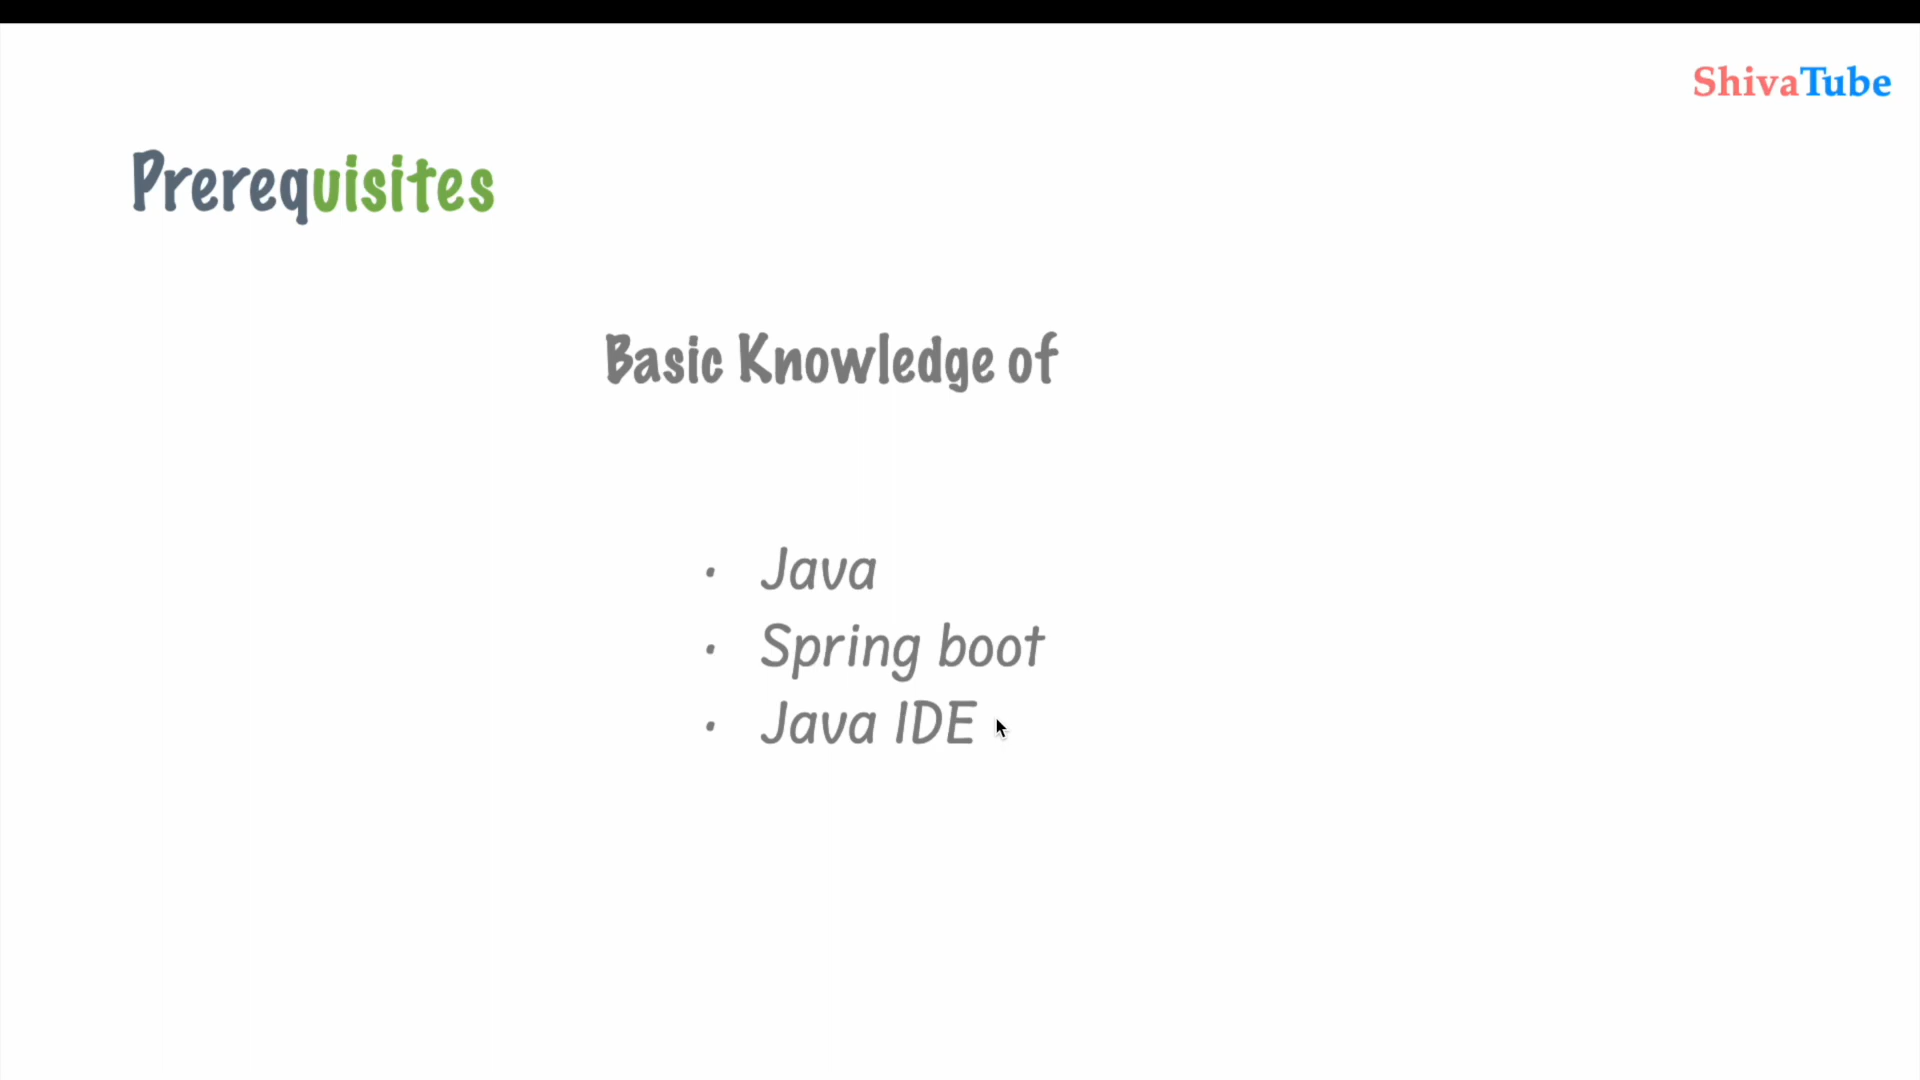 ShivaTube
Prerequisites
Basic Knowledge of
· Java
· Spring boot
· Java IDE